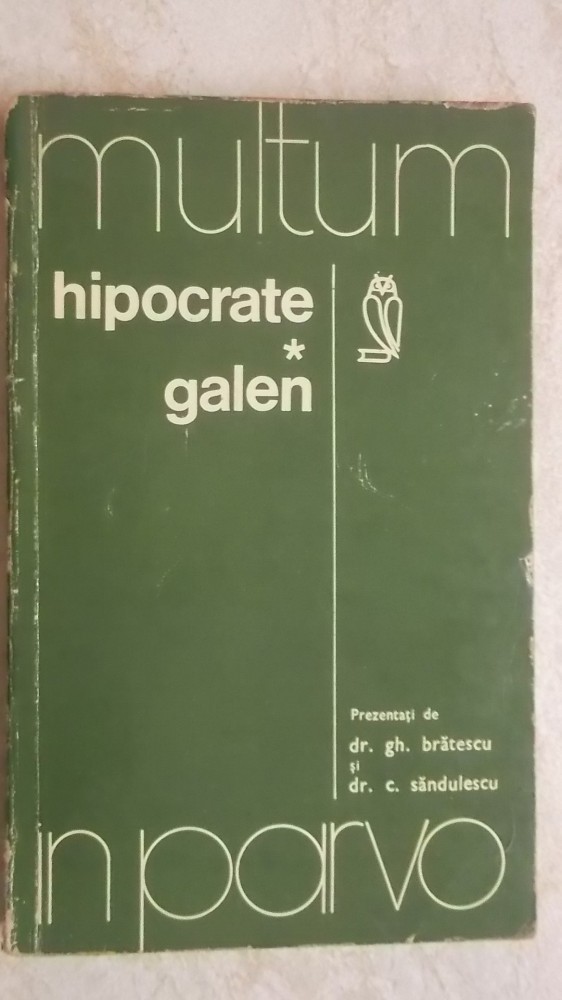 multum
hipocrate
*
galen
Prezentați de
dr. gh. brătescu
și
dr. c. săndulescu
in parvo